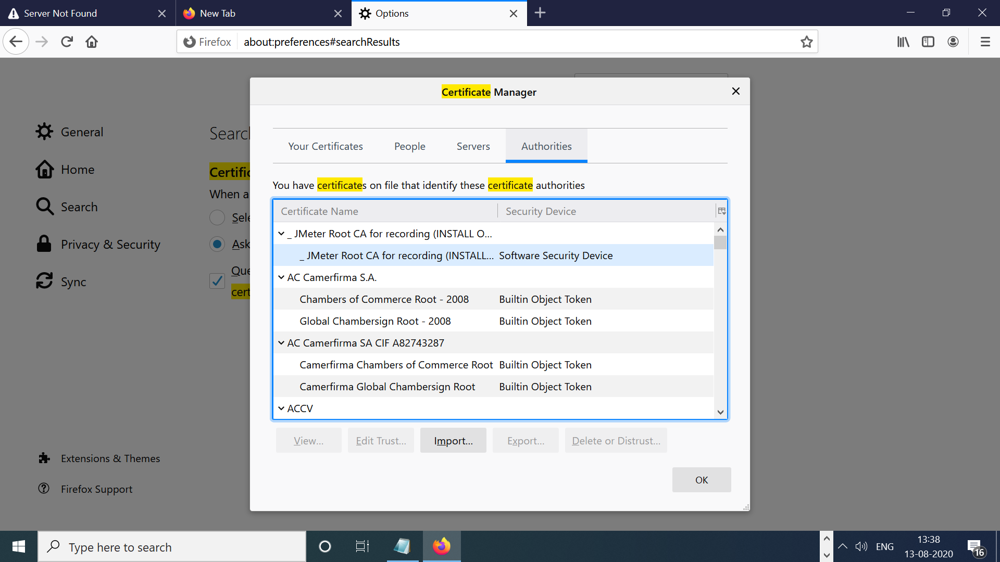 Server Not Found
New Tab
Options
Firefox
about:preferences#searchResults
General
Home
Search
Privacy & Security
Sync
Extensions & Themes
Firefox Support
Certificate Manager
Your Certificates
People
Servers
Authorities
You have certificates on file that identify these certificate authorities
Certificate Name
Security Device
_ JMeter Root CA for recording (INSTALL O...
_ JMeter Root CA for recording (INSTALL... Software Security Device
AC Camerfirma S.A.
Chambers of Commerce Root - 2008 Builtin Object Token
Global Chambersign Root - 2008 Builtin Object Token
AC Camerfirma SA CIF A82743287
Camerfirma Chambers of Commerce Root Builtin Object Token
Camerfirma Global Chambersign Root Builtin Object Token
ACCV
View...
Edit Trust...
Import...
Export...
Delete or Distrust...
OK
When a
Ask
Type here to search
ENG
13:38
13-08-2020
16